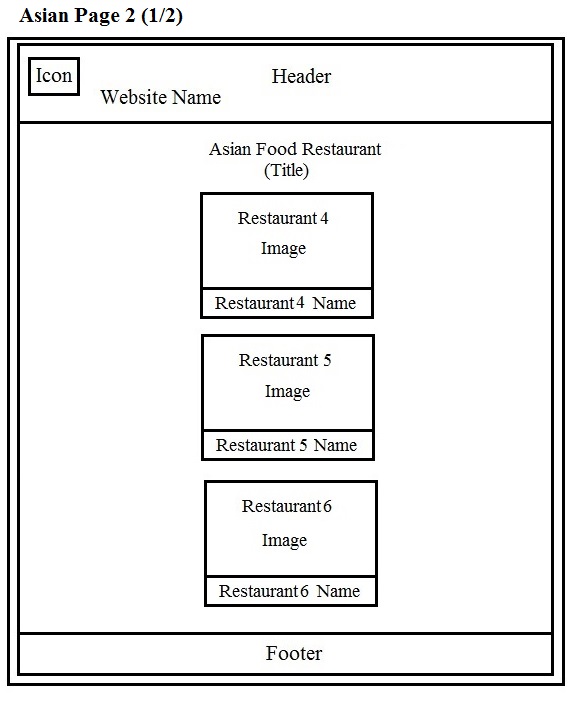 Asian Page 2 (1/2)
Icon
Header
Website Name
Asian Food Restaurant
(Title)
Restaurant 4
Image
Restaurant 4 Name
Restaurant 5
Image
Restaurant 5 Name
Restaurant 6
Image
Restaurant 6 Name
Footer